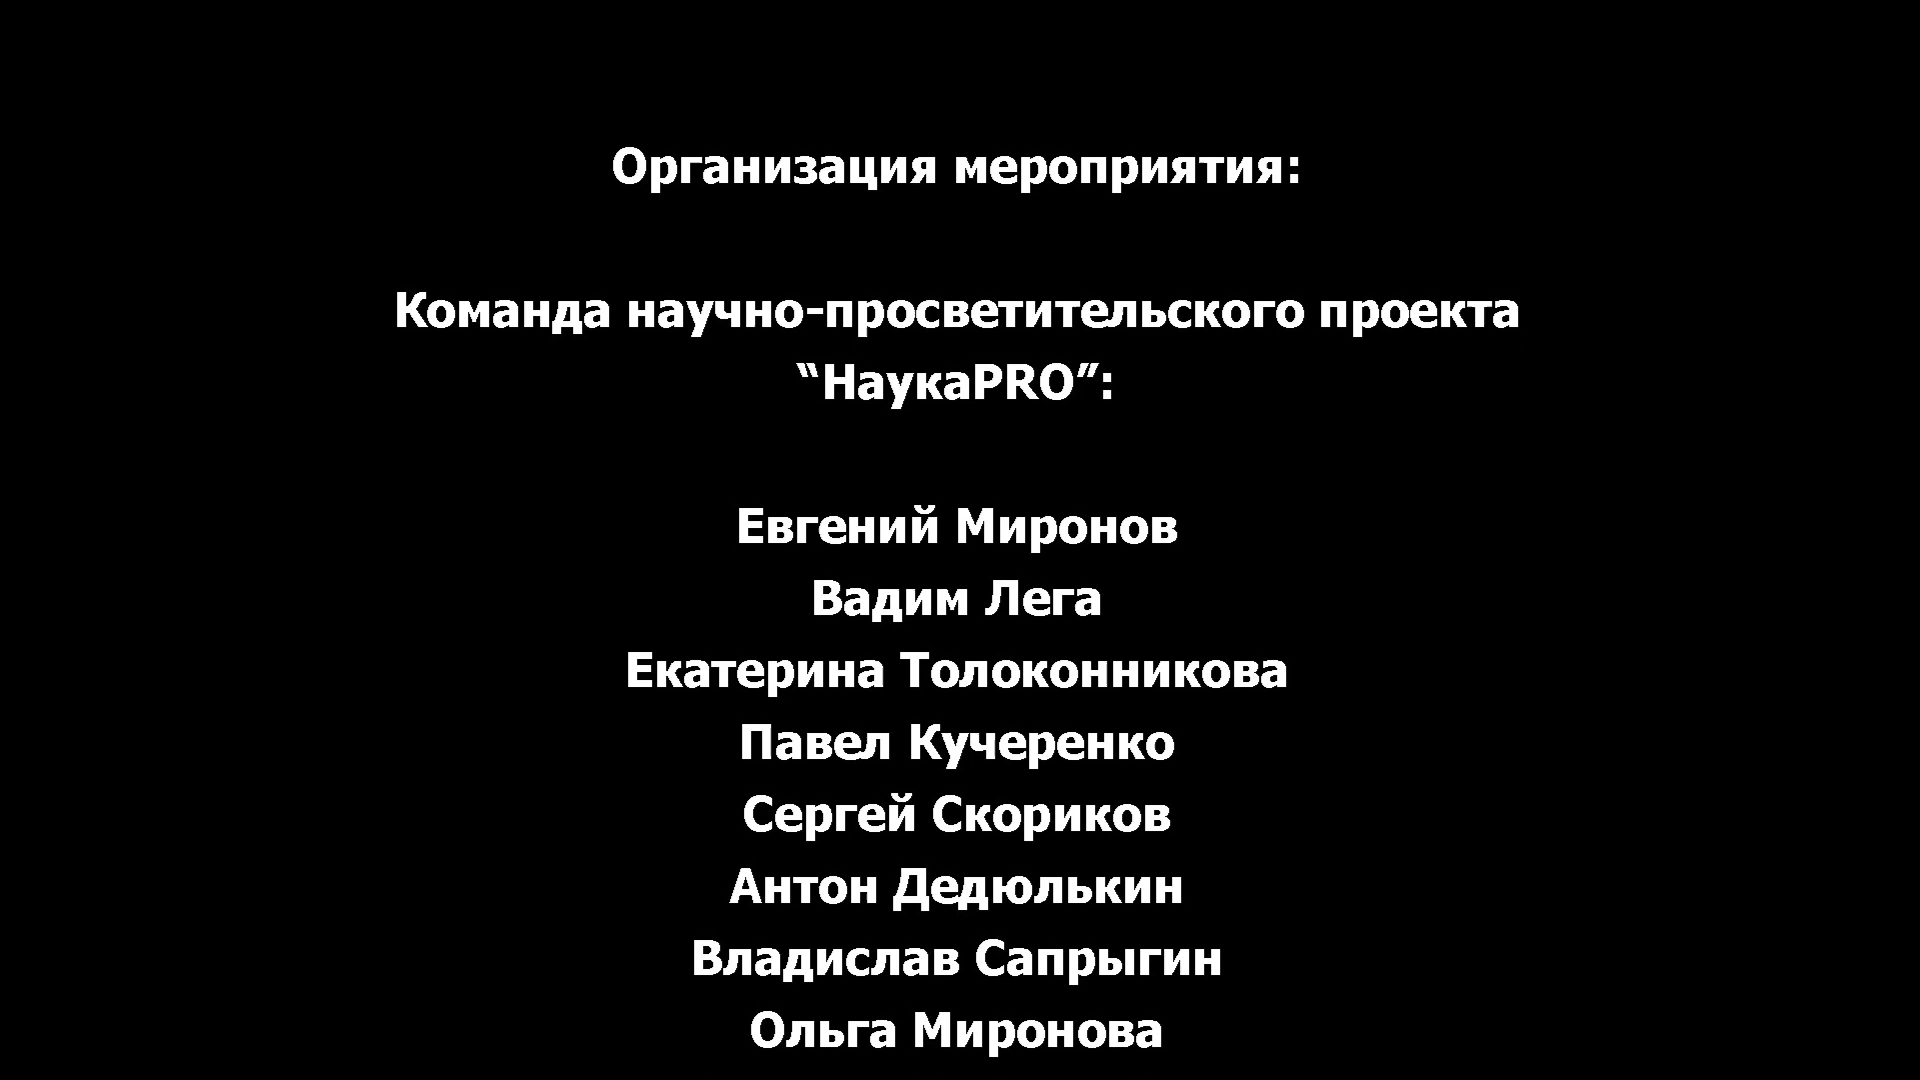 Организация мероприятия:
Команда научно-просветительского проекта
“НаукаPRO”:
Евгений Миронов
Вадим Лега
Екатерина Толоконникова
Павел Кучеренко
Сергей Скориков
Антон Дедюлькин
Владислав Сапрыгин
Ольга Миронова